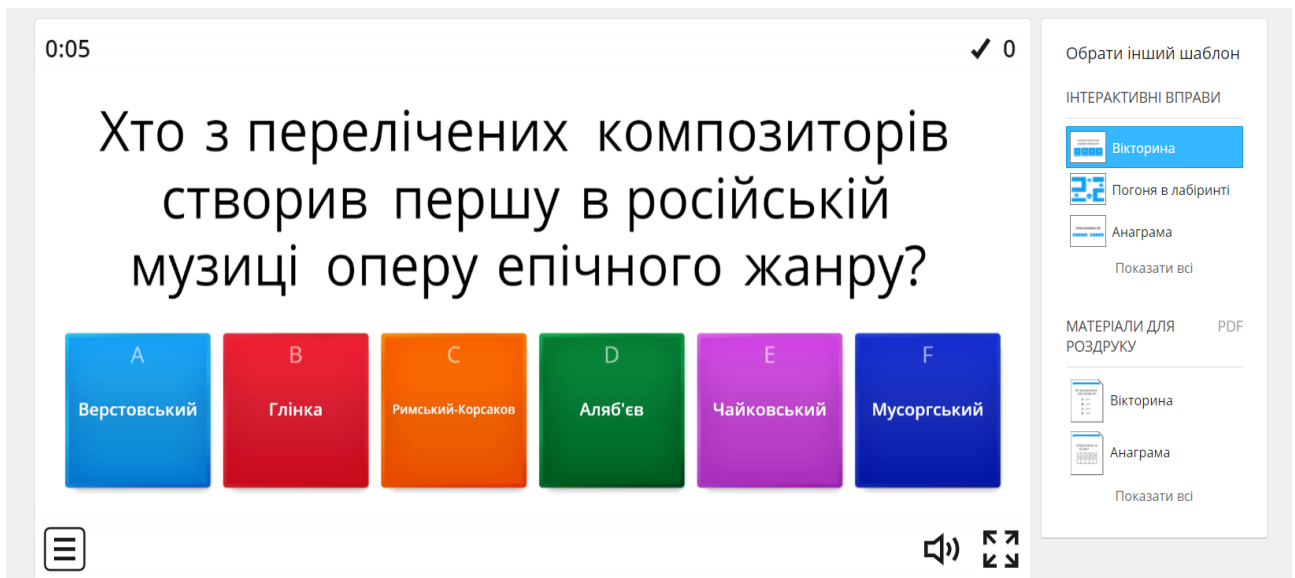 0:05
0
Хто з перелічених композиторів
створив першу в російській
музиці оперу епічного жанру?
A
Верстовський
B
Глінка
C
Римський-Корсаков
D
Аляб'єв
E
Чайковський
F
Мусоргський
Обрати інший шаблон
ІНТЕРАКТИВНІ ВПРАВИ
Вікторина
Погоня в лабіринті
Анаграма
Показати всі
МАТЕРІАЛИ ДЛЯ РОЗДРУКУ
PDF
Вікторина
Анаграма
Показати всі